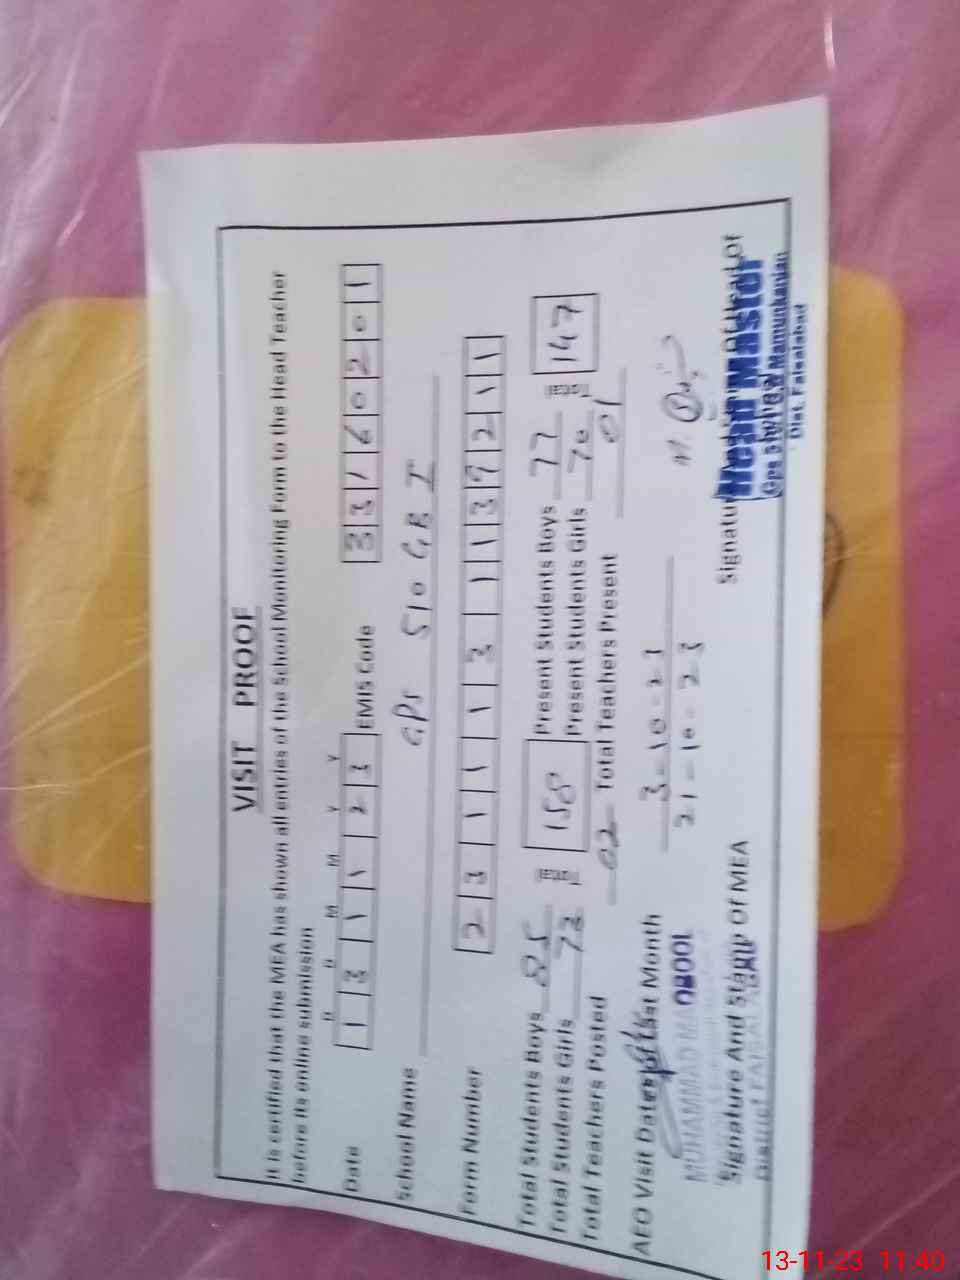 VISIT PROOF
It is certified that the MEA has shown all entries of the School Monitoring Form to the Head Teacher
before its online submission
D D M M Y Y
Date 1 3 1 1 2 3 EMIS Code 3 3 1 6 0 2 0 1
School Name GPS 510 GB I
Form Number 2 3 1 1 1 3 1 1 3 9 2 1 1
Total Students Boys 85 Total 158 Present Students Boys 77 Total 147
Total Students Girls 73 Present Students Girls 70
Total Teachers Posted 02 Total Teachers Present 01
AEO Visit Dates Last Month 3-10-23
21-10-23
MUHAMMAD MAQBOOL
Signature And Stamp Of MEA
District FAISALABAD
Signature Of Head Of
Head Master
Gps 510 G.B Mamunkanjan
Dist. Faisalabad
13-11-23 11:40